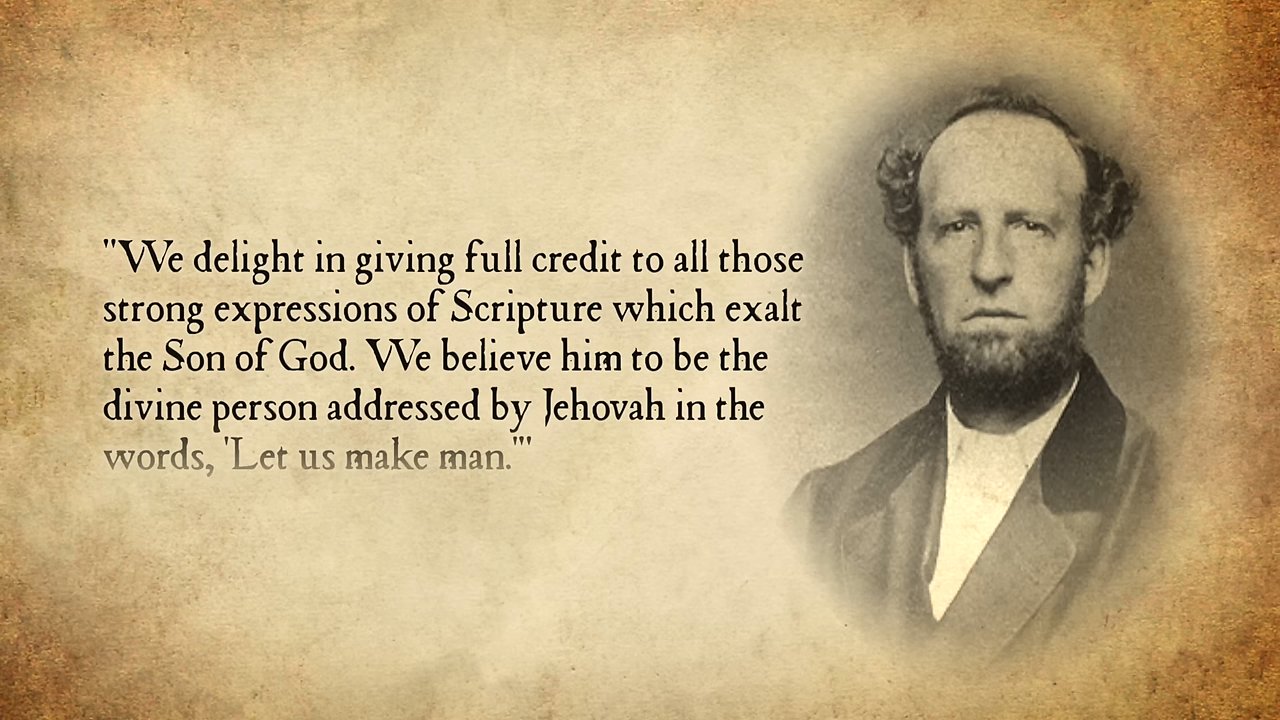 "We delight in giving full credit to all those
strong expressions of Scripture which exalt
the Son of God. We believe him to be the
divine person addressed by Jehovah in the
words, 'Let us make man.'"